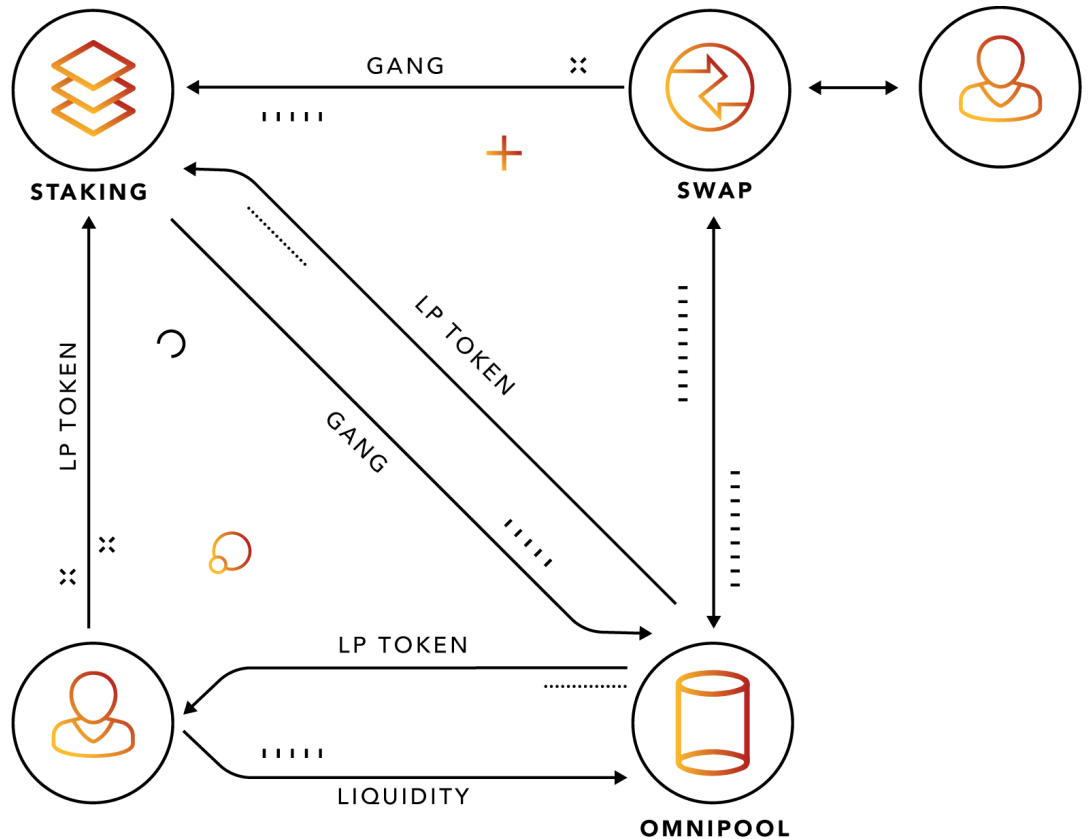 GANG
STAKING
SWAP
LP TOKEN
LP TOKEN
GANG
LP TOKEN
LIQUIDITY
OMNIPOOL